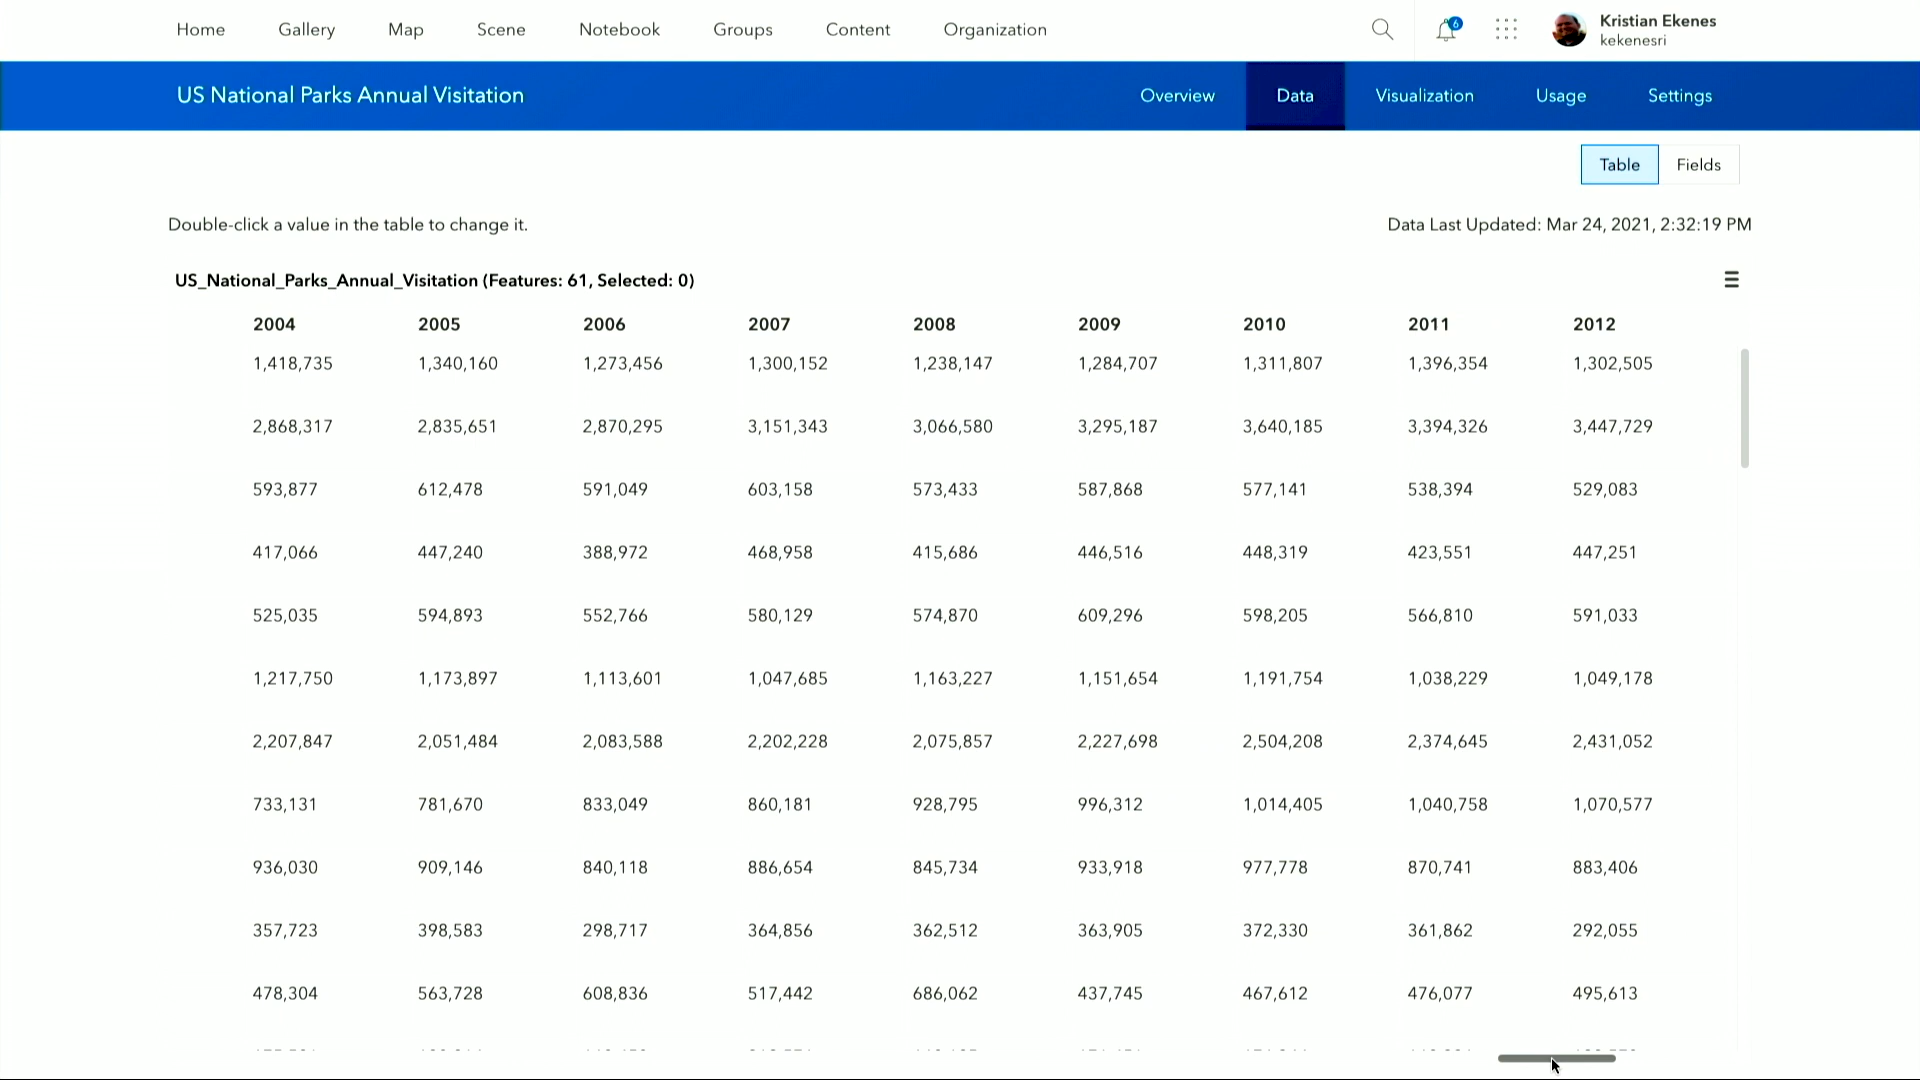 Home Gallery Map Scene Notebook Groups Content Organization 6 Kristian Ekenes
kekenesri
US National Parks Annual Visitation Overview Data Visualization Usage Settings
Table Fields
Double-click a value in the table to change it. Data Last Updated: Mar 24, 2021, 2:32:19 PM
US_National_Parks_Annual_Visitation (Features: 61, Selected: 0)
2004 2005 2006 2007 2008 2009 2010 2011 2012
1,418,735 1,340,160 1,273,456 1,300,152 1,238,147 1,284,707 1,311,807 1,396,354 1,302,505
2,868,317 2,835,651 2,870,295 3,151,343 3,066,580 3,295,187 3,640,185 3,394,326 3,447,729
593,877 612,478 591,049 603,158 573,433 587,868 577,141 538,394 529,083
417,066 447,240 388,972 468,958 415,686 446,516 448,319 423,551 447,251
525,035 594,893 552,766 580,129 574,870 609,296 598,205 566,810 591,033
1,217,750 1,173,897 1,113,601 1,047,685 1,163,227 1,151,654 1,191,754 1,038,229 1,049,178
2,207,847 2,051,484 2,083,588 2,202,228 2,075,857 2,227,698 2,504,208 2,374,645 2,431,052
733,131 781,670 833,049 860,181 928,795 996,312 1,014,405 1,040,758 1,070,577
936,030 909,146 840,118 886,654 845,734 933,918 977,778 870,741 883,406
357,723 398,583 298,717 364,856 362,512 363,905 372,330 361,862 292,055
478,304 563,728 608,836 517,442 686,062 437,745 467,612 476,077 495,613